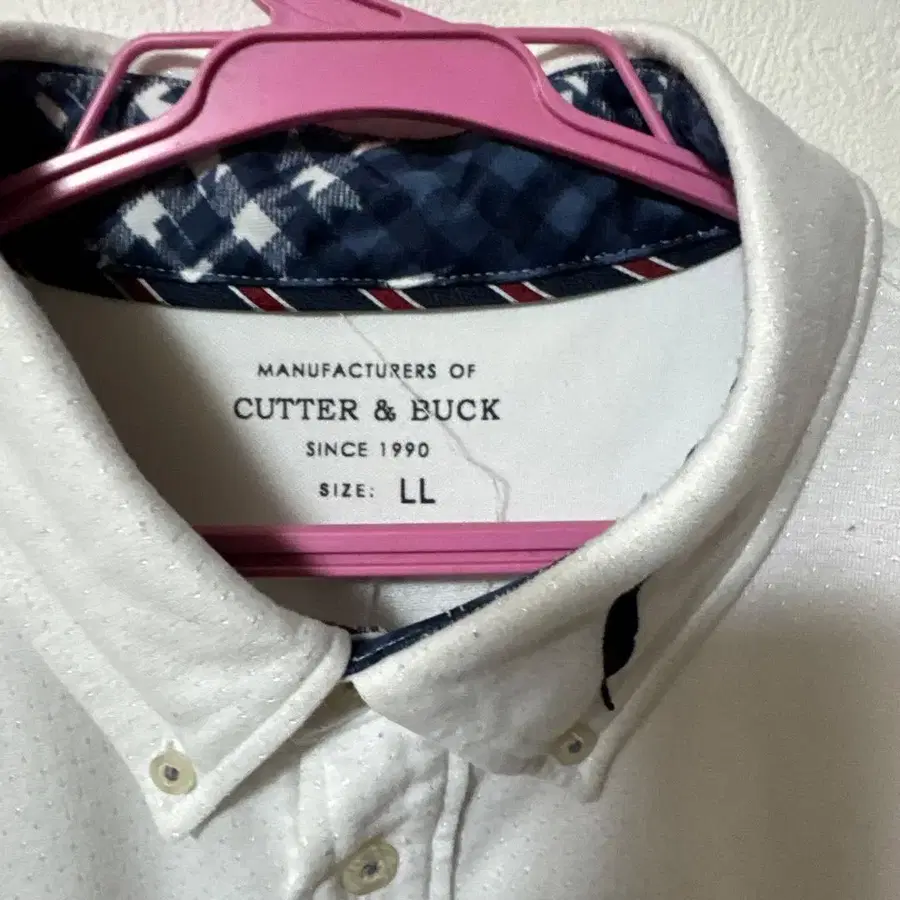 MANUFACTURERS OF
CUTTER & BUCK
SINCE 1990
SIZE: LL